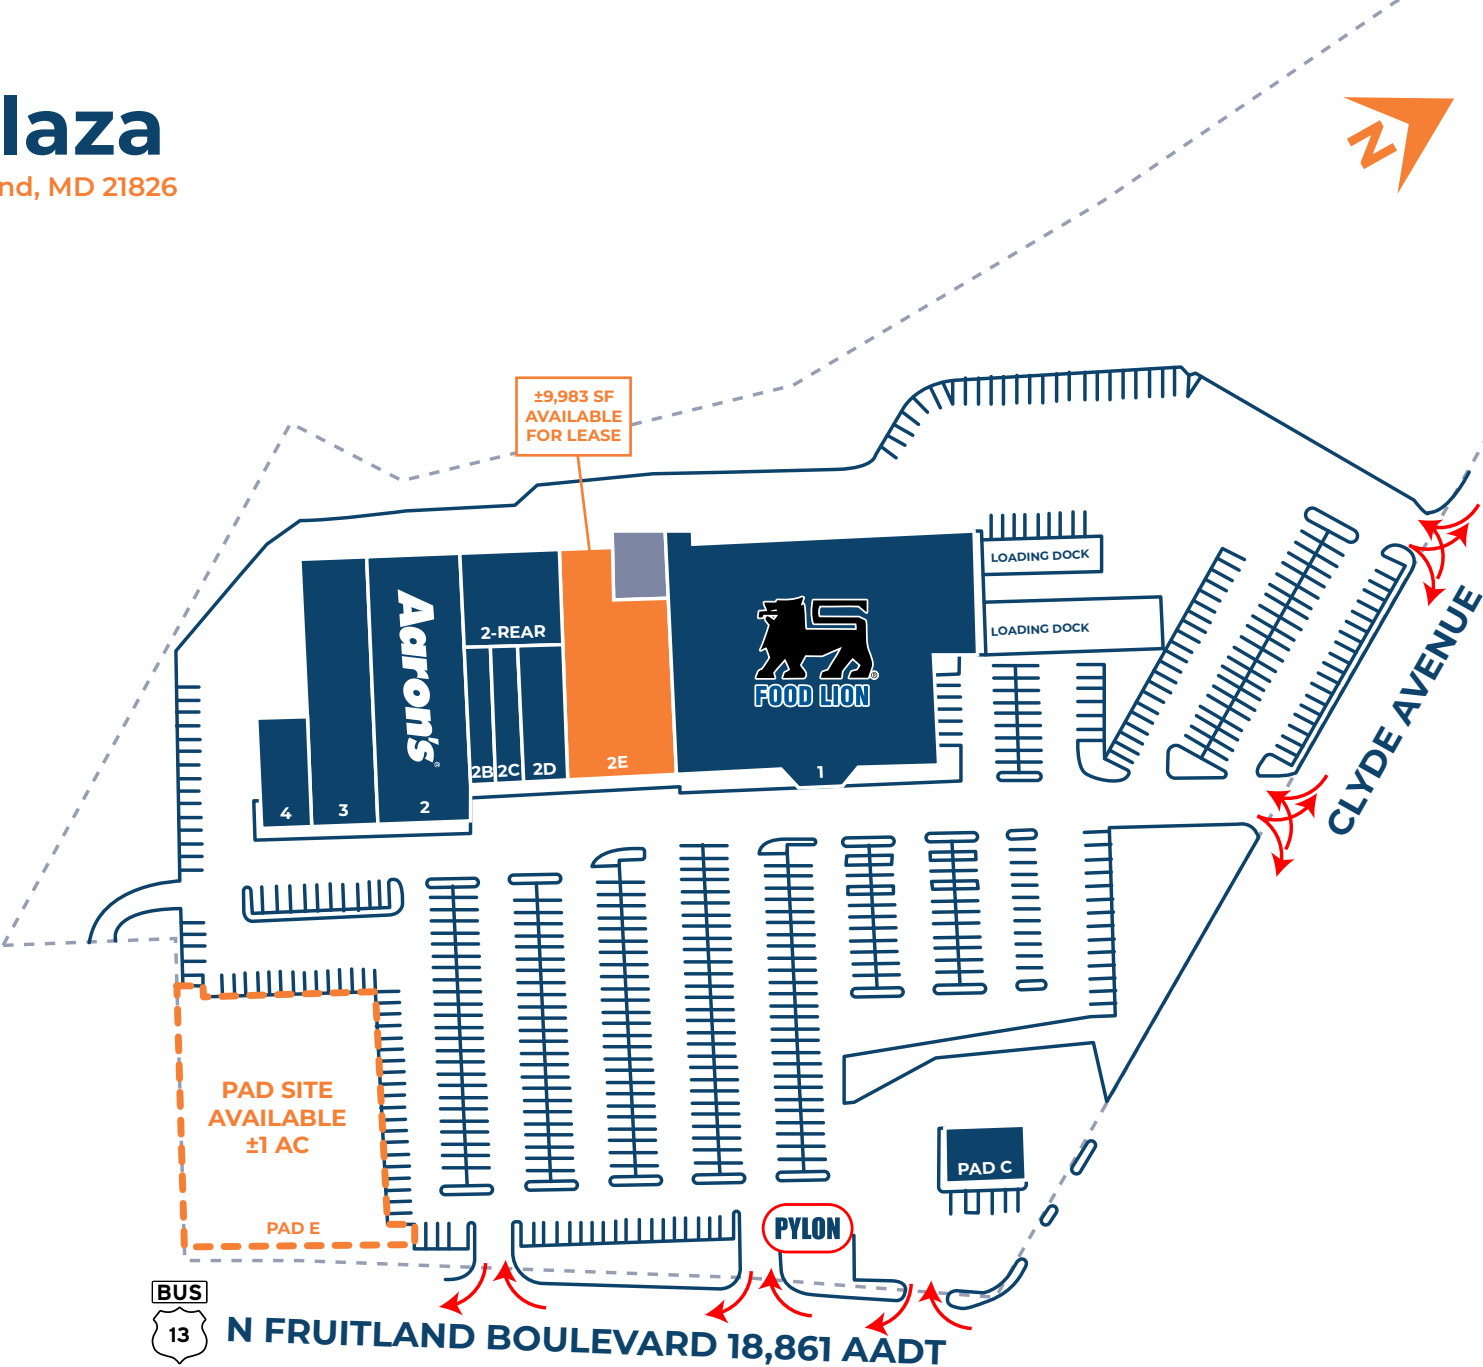 laza
nd, MD 21826
N
±9,983 SF
AVAILABLE
FOR LEASE
LOADING DOCK
LOADING DOCK
2-REAR
Aaron's®
FOOD LION®
2B
2C
2D
2E
1
4
3
2
CLYDE AVENUE
PAD SITE
AVAILABLE
±1 AC
PAD E
PAD C
PYLON
BUS
13
N FRUITLAND BOULEVARD 18,861 AADT